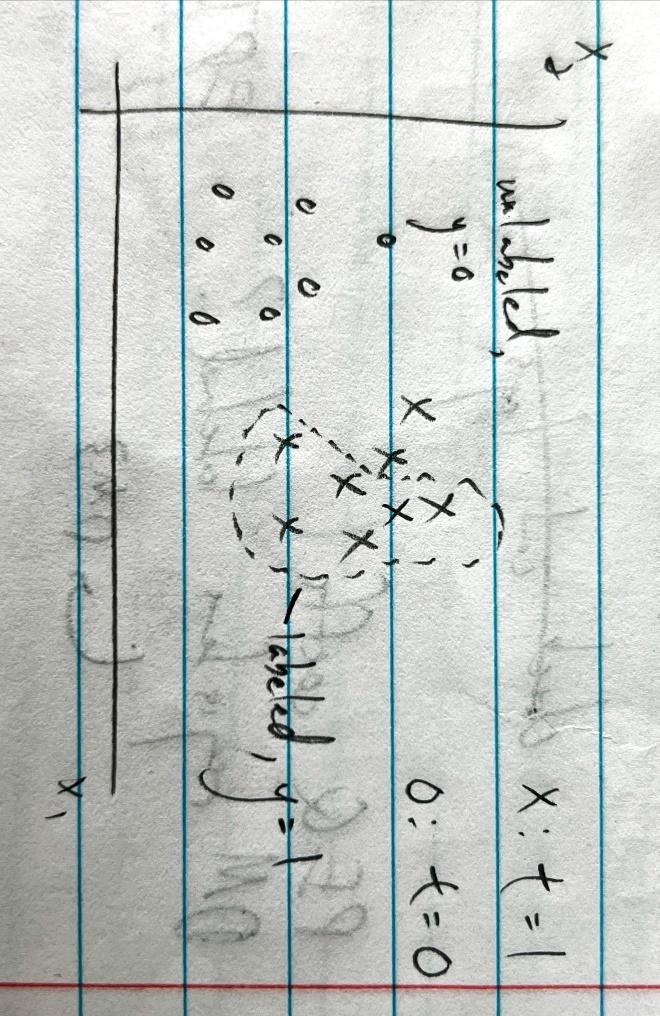 x2
unlabeled,
y=0
x: t=1
o: t=0
labeled, y=1
x1